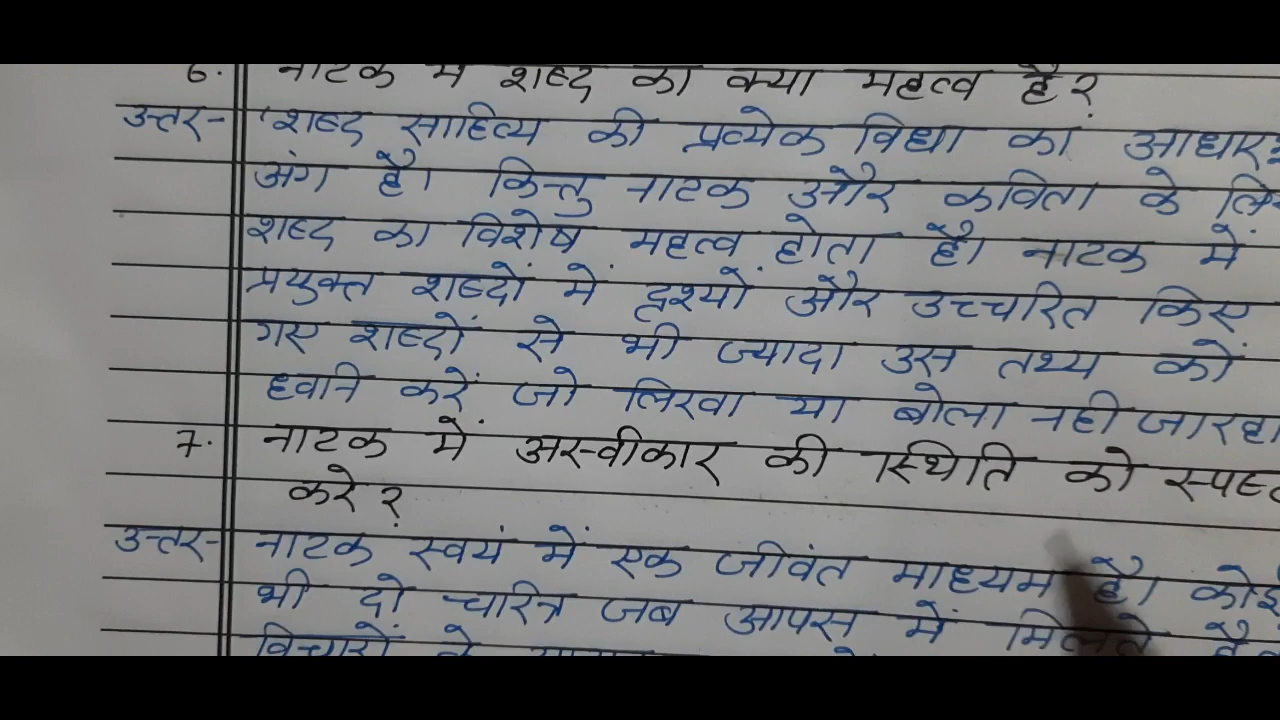 6. नाटक में शब्द का क्या महत्व है?
उत्तर- 'शब्द साहित्य की प्रत्येक विधा का आधार
अंग है। किन्तु नाटक और कविता के
शब्द का विशेष महत्व होता है। नाटक में
प्रयुक्त शब्दों में दृश्यों और उच्चरित किए
गए शब्दों से भी ज्यादा उस तथ्य को
ध्वनि करें जो लिखा या बोला नही जारहा
7. नाटक में अस्वीकार की स्थिति को
करे?
उत्तर- नाटक स्वयं में एक जीवंत माध्यम है। कोई
भी दो चरित्र जब आपस में मिलते है
विचारों के